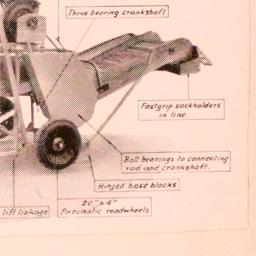 Three bearing crankshaft
Fastgrip sackholders
in line.
Ball bearings to connecting
rod and crankshaft.
Hinged base blocks
20" x 4"
Pneumatic roadwheels
lift linkage